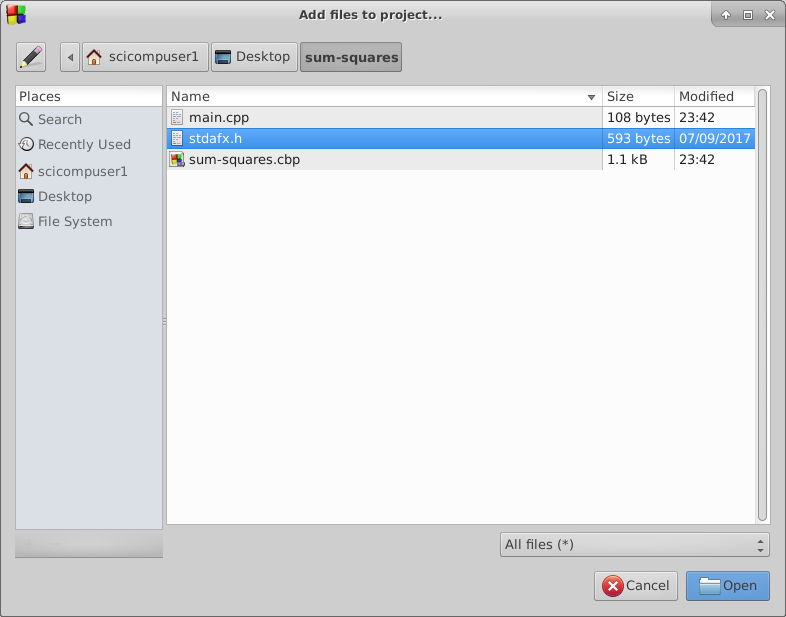 Add files to project...
scicompuser1 Desktop sum-squares
Places
Search
Recently Used
scicompuser1
Desktop
File System
Name Size Modified
main.cpp 108 bytes 23:42
stdafx.h 593 bytes 07/09/2017
sum-squares.cbp 1.1 kB 23:42
All files (*)
Cancel Open